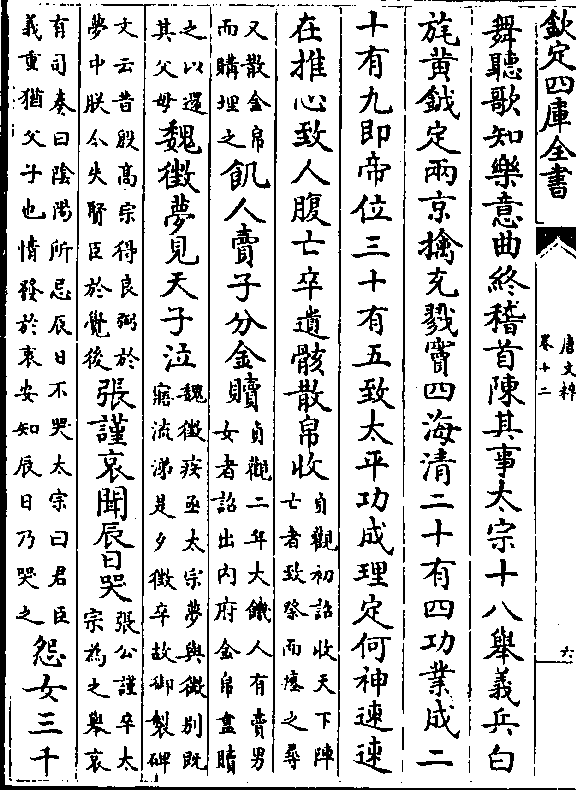 欽定四庫全書
唐文粹
卷十二
六
舞聽歌知樂意曲終稽首陳其事太宗十八舉義兵白
旄黃鉞定兩京擒充戮竇四海清二十有四功業成二
十有九即帝位三十有五致太平功成理定何神速速
在推心致人腹亡卒遺骸散帛收貞觀初詔收天下陣亡者致祭而瘞之尋
又散金帛而購埋之飢人賣子分金贖貞觀二年大饑人有賣男女者詔出内府金帛盡贖
之以還其父母魏徵夢見天子泣魏徵疾亟太宗夢與徵別既寤流涕是夕徵卒故御製碑
文云昔殷高宗得良弼於夢中朕今失賢臣於覺後張謹哀聞辰日哭張公謹卒太宗為之舉哀
有司奏曰陰陽所忌辰日不哭太宗曰君臣義重猶父子也情發於衷安知辰日乃哭之怨女三千